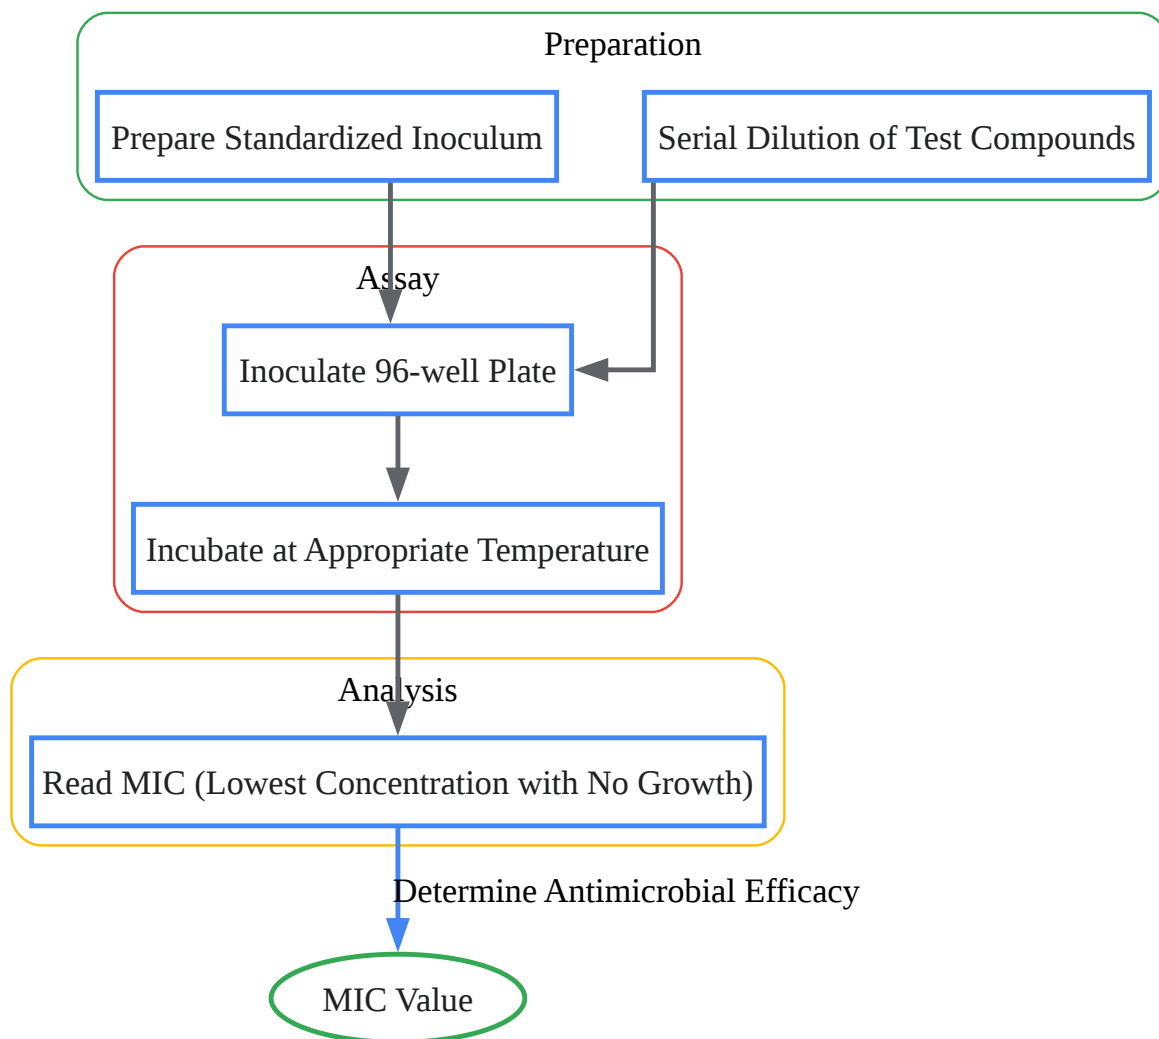 Preparation
Prepare Standardized Inoculum
Serial Dilution of Test Compounds
Assay
Inoculate 96-well Plate
Incubate at Appropriate Temperature
Analysis
Read MIC (Lowest Concentration with No Growth)
Determine Antimicrobial Efficacy
MIC Value